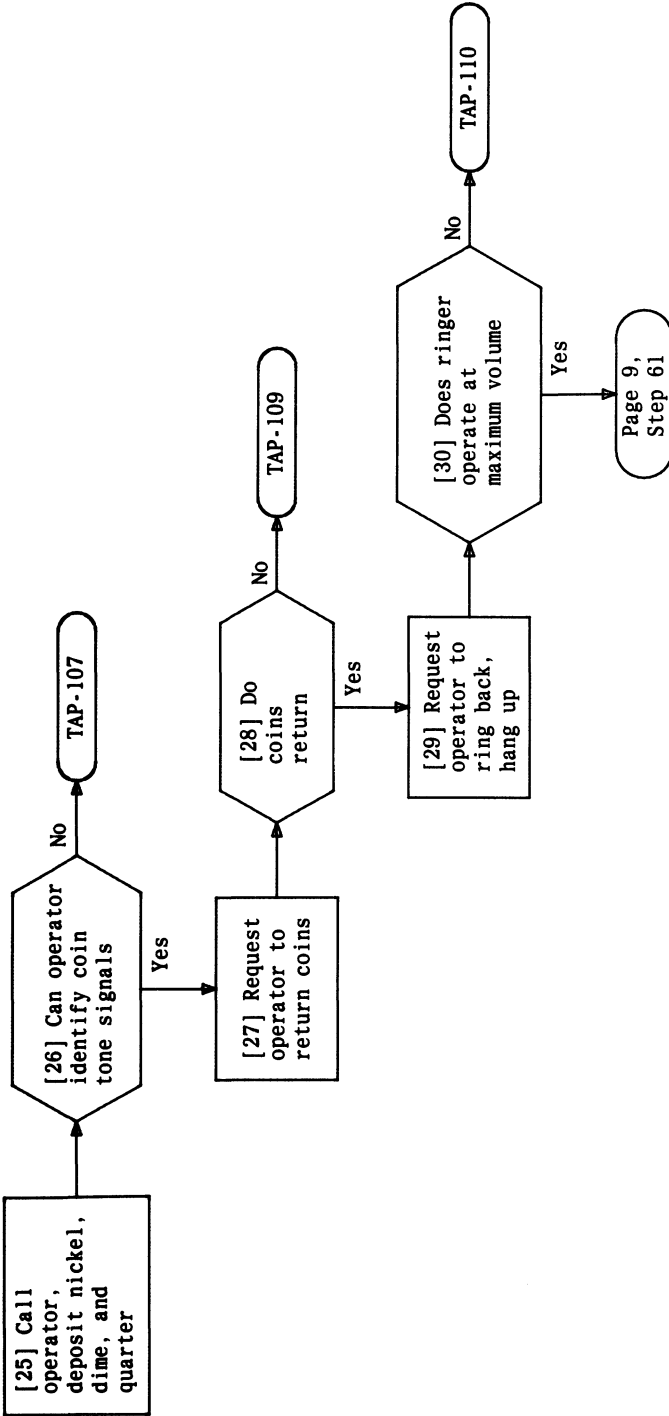 [25] Call
operator,
deposit nickel,
dime, and
quarter
[26] Can operator
identify coin
tone signals
No
TAP-107
Yes
[27] Request
operator to
return coins
[28] Do
coins
return
No
TAP-109
Yes
[29] Request
operator to
ring back,
hang up
[30] Does ringer
operate at
maximum volume
No
TAP-110
Yes
Page 9,
Step 61